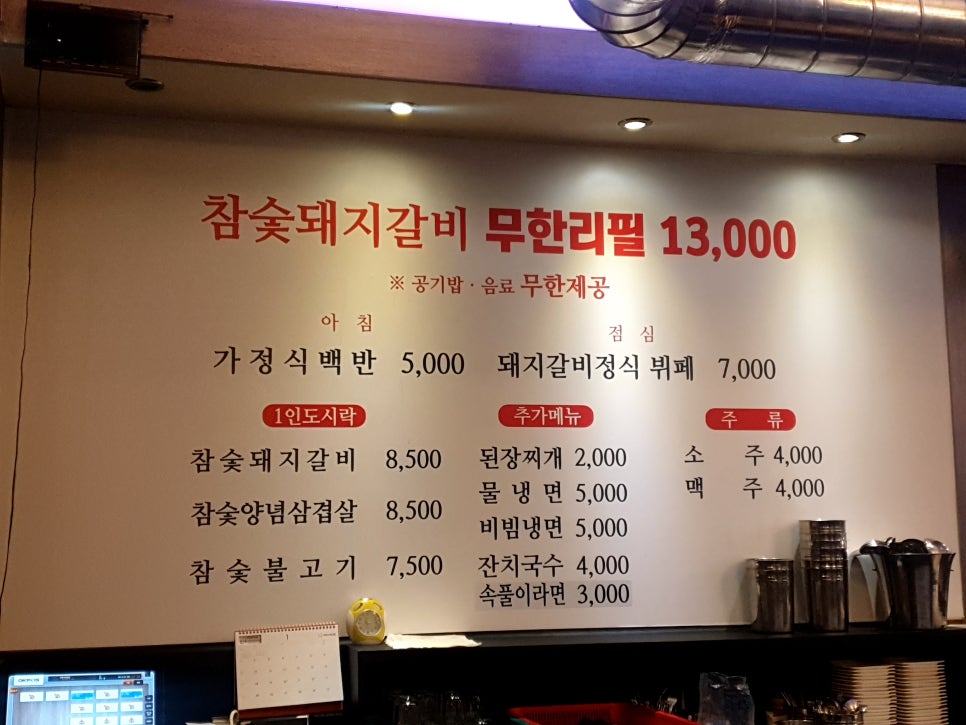 참숯돼지갈비 무한리필 13,000
※ 공기밥 · 음료 무한제공
아 침
가정식백반 5,000
점 심
돼지갈비정식 뷔페 7,000
1인도시락
참숯돼지갈비 8,500
참숯양념삼겹살 8,500
참숯불고기 7,500
추가메뉴
된장찌개 2,000
물냉면 5,000
비빔냉면 5,000
잔치국수 4,000
속풀이라면 3,000
주 류
소 주 4,000
맥 주 4,000
1